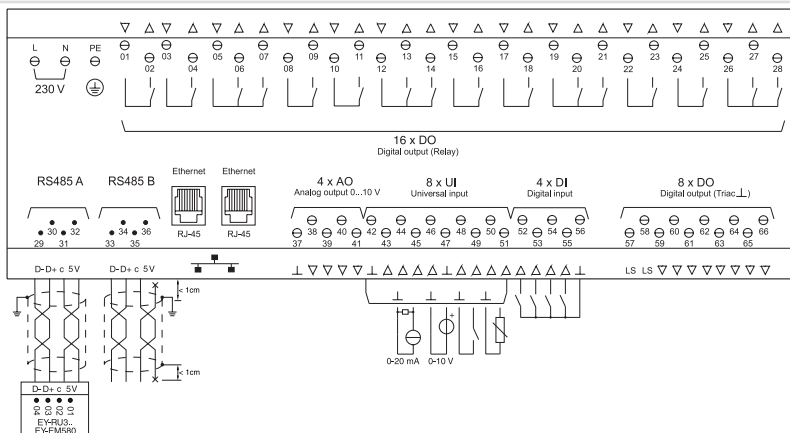 L N PE
230 V
01 02 03 04 05 06 07 08 09 10 11 12 13 14 15 16 17 18 19 20 21 22 23 24 25 26 27 28
16 x DO
Digital output (Relay)
RS485 A
RS485 B
Ethernet
Ethernet
RJ-45
RJ-45
4 x AO
Analog output 0...10 V
8 x UI
Universal input
4 x DI
Digital input
8 x DO
Digital output (Triac⊥)
29 30 31 32
33 34 35 36
37 38 39 40 41
42 43 44 45 46 47 48 49 50 51
52 53 54 55 56
57 58 59 60 61 62 63 64 65 66
D- D+ c 5V
D- D+ c 5V
LS LS
< 1cm
< 1cm
0-20 mA
0-10 V
+
D- D+ c 5V
04 03 02 01
EY-RU3..
EY-EM580